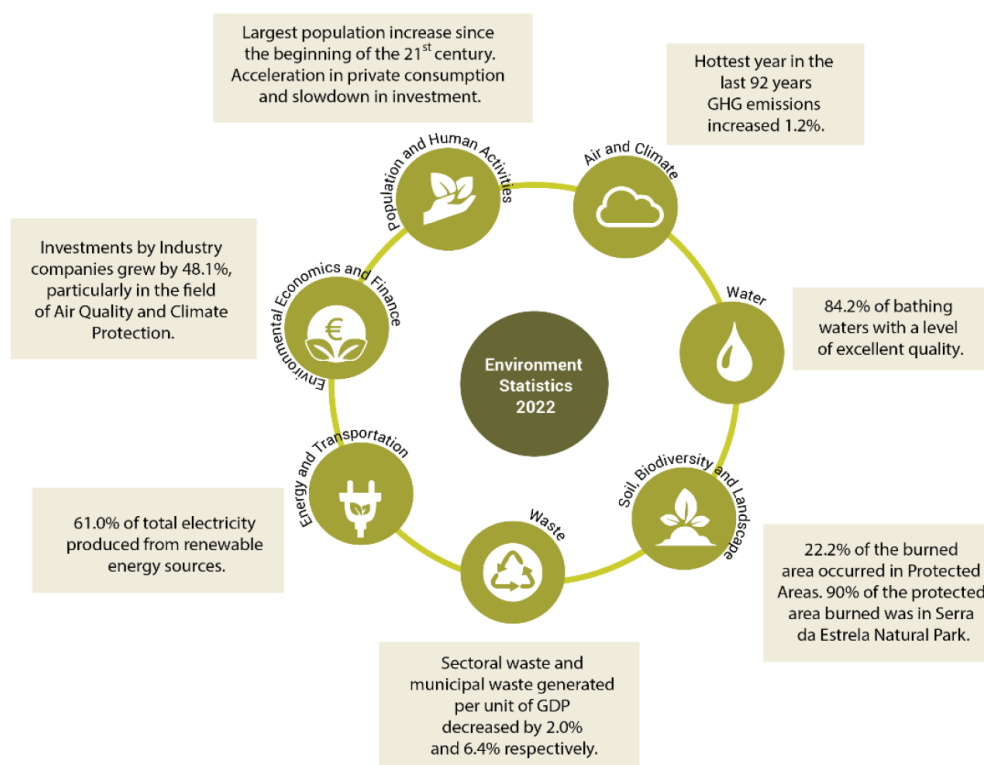 Largest population increase since
the beginning of the 21st century.
Acceleration in private consumption
and slowdown in investment.
Hottest year in the
last 92 years
GHG emissions
increased 1.2%.
Population and Human Activities
Air and Climate
Investments by Industry
companies grew by 48.1%,
particularly in the field
of Air Quality and Climate
Protection.
Environmental Economics and Finance
€
Water
84.2% of bathing
waters with a level
of excellent quality.
Environment
Statistics
2022
Energy and Transportation
61.0% of total electricity
produced from renewable
energy sources.
Soil, Biodiversity and Landscape
22.2% of the burned
area occurred in Protected
Areas. 90% of the protected
area burned was in Serra
da Estrela Natural Park.
Waste
Sectoral waste and
municipal waste generated
per unit of GDP
decreased by 2.0%
and 6.4% respectively.